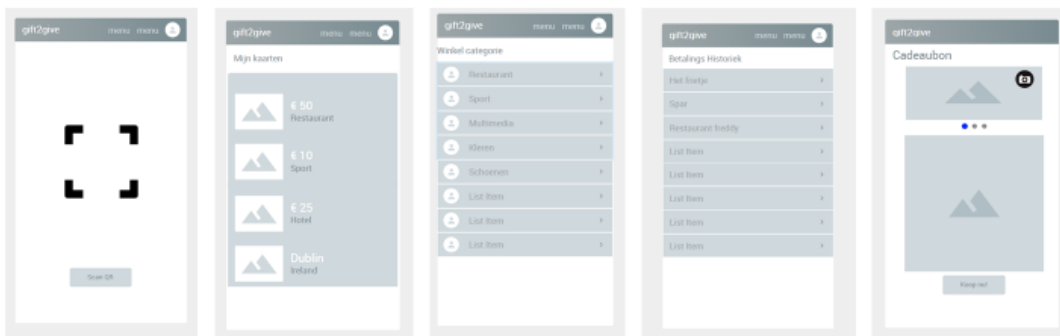 gift2give menu menu
Scan QR
gift2give menu menu
Mijn kaarten
€ 50
Restaurant
€ 10
Sport
€ 25
Hotel
Dublin
Ireland
gift2give menu menu
Winkel categorie
Restaurant
Sport
Multimedia
Kleren
Schoenen
List Item
List Item
List Item
gift2give menu menu
Betalings Historiek
Het frietje
Spar
Restaurant freddy
List Item
List Item
List Item
List Item
List Item
gift2give
Cadeaubon
Koop nu!